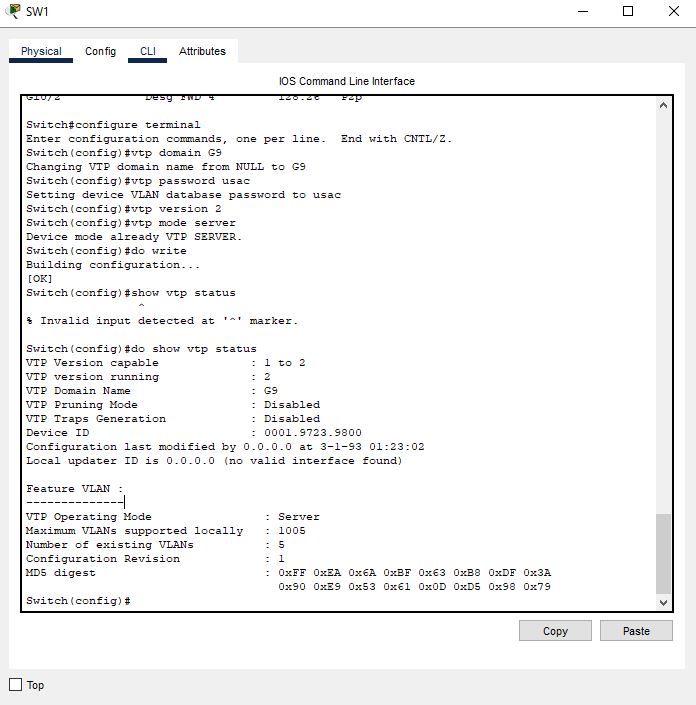 SW1
Physical Config CLI Attributes
IOS Command Line Interface
Gi0/2 Desg FWD 4 128.26 P2p
Switch#configure terminal
Enter configuration commands, one per line. End with CNTL/Z.
Switch(config)#vtp domain G9
Changing VTP domain name from NULL to G9
Switch(config)#vtp password usac
Setting device VLAN database password to usac
Switch(config)#vtp version 2
Switch(config)#vtp mode server
Device mode already VTP SERVER.
Switch(config)#do write
Building configuration...
[OK]
Switch(config)#show vtp status
^
% Invalid input detected at '^' marker.
Switch(config)#do show vtp status
VTP Version capable : 1 to 2
VTP version running : 2
VTP Domain Name : G9
VTP Pruning Mode : Disabled
VTP Traps Generation : Disabled
Device ID : 0001.9723.9800
Configuration last modified by 0.0.0.0 at 3-1-93 01:23:02
Local updater ID is 0.0.0.0 (no valid interface found)
Feature VLAN :
--------------
VTP Operating Mode : Server
Maximum VLANs supported locally : 1005
Number of existing VLANs : 5
Configuration Revision : 1
MD5 digest : 0xFF 0xEA 0x6A 0xBF 0x63 0xB8 0xDF 0x3A
0x90 0xE9 0x53 0x61 0x0D 0xD5 0x98 0x79
Switch(config)#
Copy Paste
Top